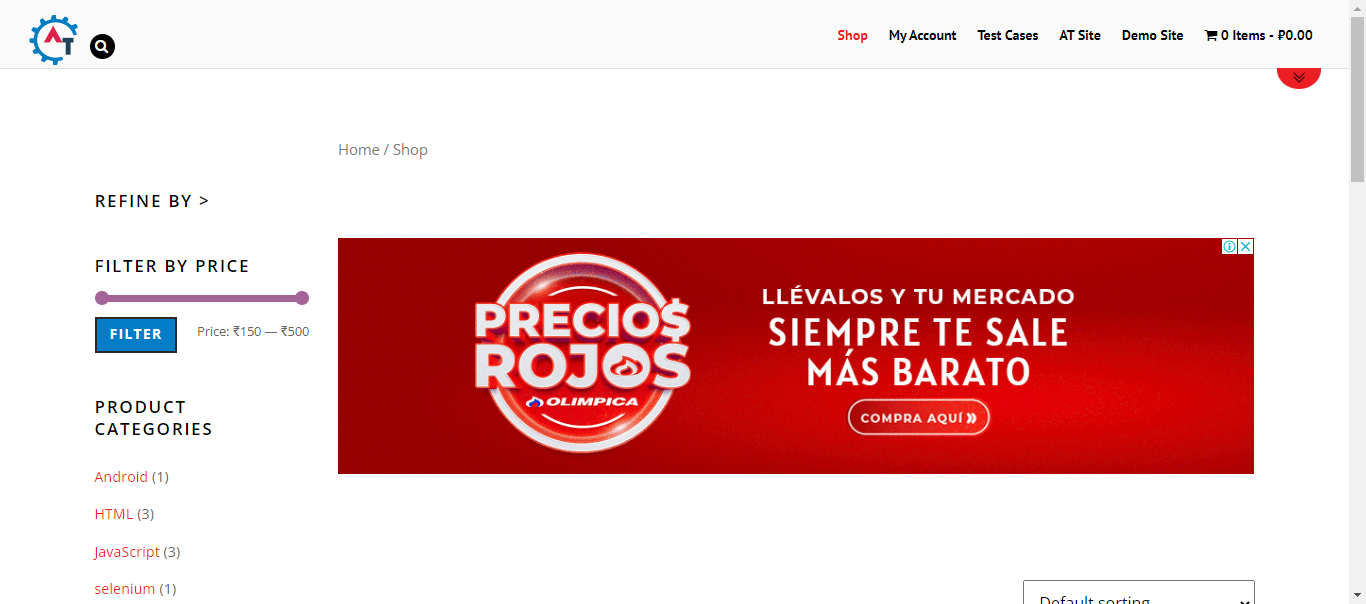 AT
Shop
My Account
Test Cases
AT Site
Demo Site
0 Items - ₽0.00
Home / Shop
REFINE BY >
FILTER BY PRICE
FILTER
Price: ₹150 — ₹500
PRODUCT
CATEGORIES
Android (1)
HTML (3)
JavaScript (3)
selenium (1)
PRECIO$
ROJOS
OLIMPICA
LLÉVALOS Y TU MERCADO
SIEMPRE TE SALE
MÁS BARATO
COMPRA AQUÍ »
Default sorting